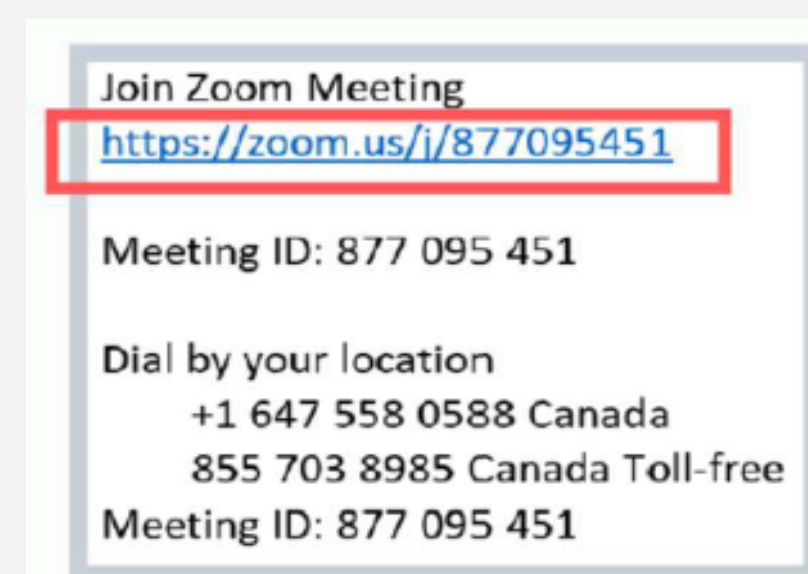 Join Zoom Meeting
https://zoom.us/j/877095451
Meeting ID: 877 095 451
Dial by your location
+1 647 558 0588 Canada
855 703 8985 Canada Toll-free
Meeting ID: 877 095 451